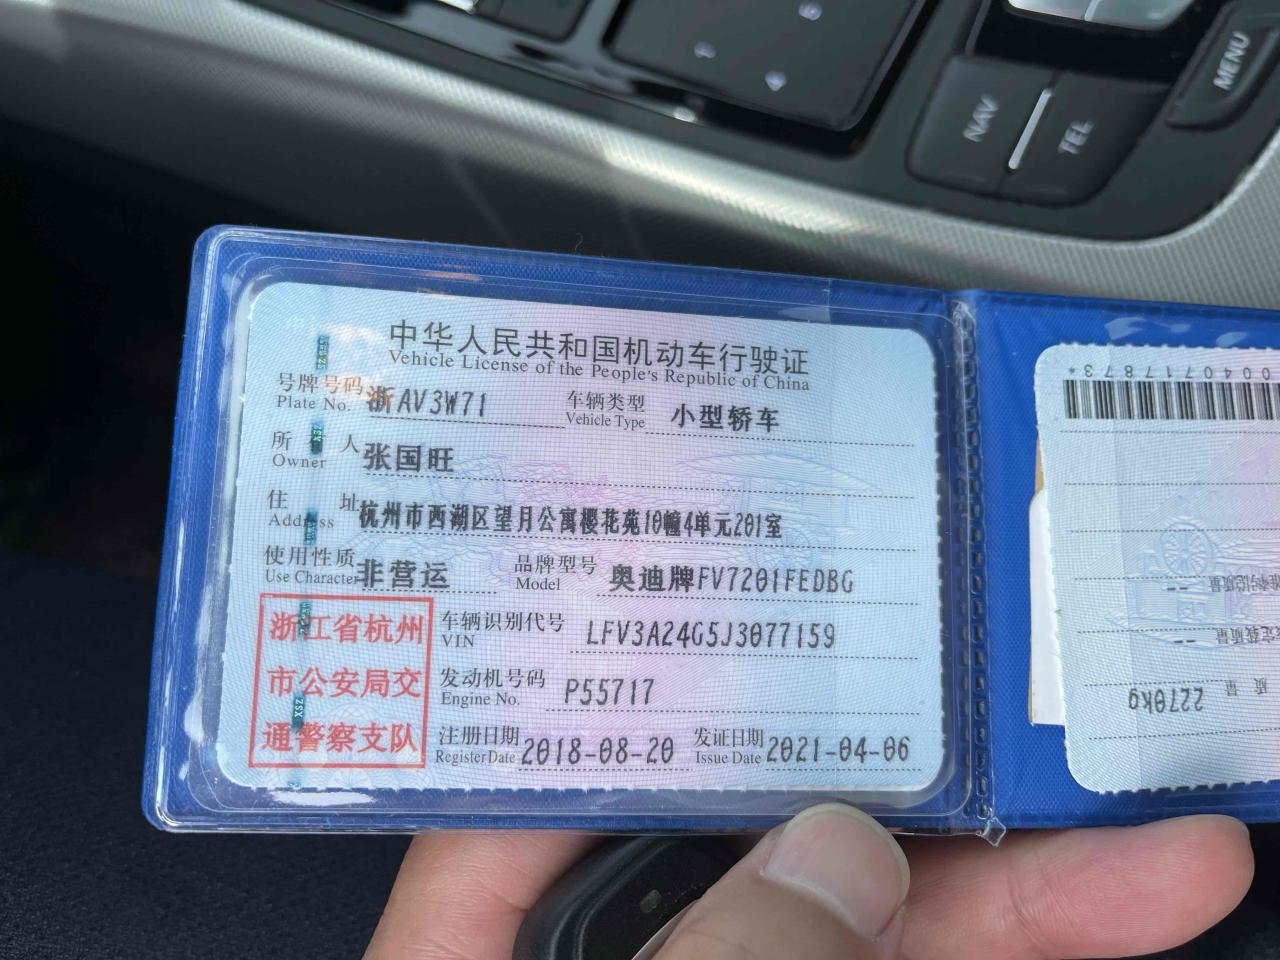 NAV
TEL
MENU
中华人民共和国机动车行驶证
Vehicle License of the People's Republic of China
号牌号码 浙AV3W71 车辆类型 小型轿车
Plate No. Vehicle Type
所有人 张国旺
Owner
住址 杭州市西湖区望月公寓樱花苑10幢4单元201室
Address
使用性质 非营运 品牌型号 奥迪牌FV7201FEDBG
Use Character Model
浙江省杭州
市公安局交
通警察支队
车辆识别代号 LFV3A24G5J3077159
VIN
发动机号码 P55717
Engine No.
注册日期 2018-08-20 发证日期 2021-04-06
Register Date Issue Date
2270kg